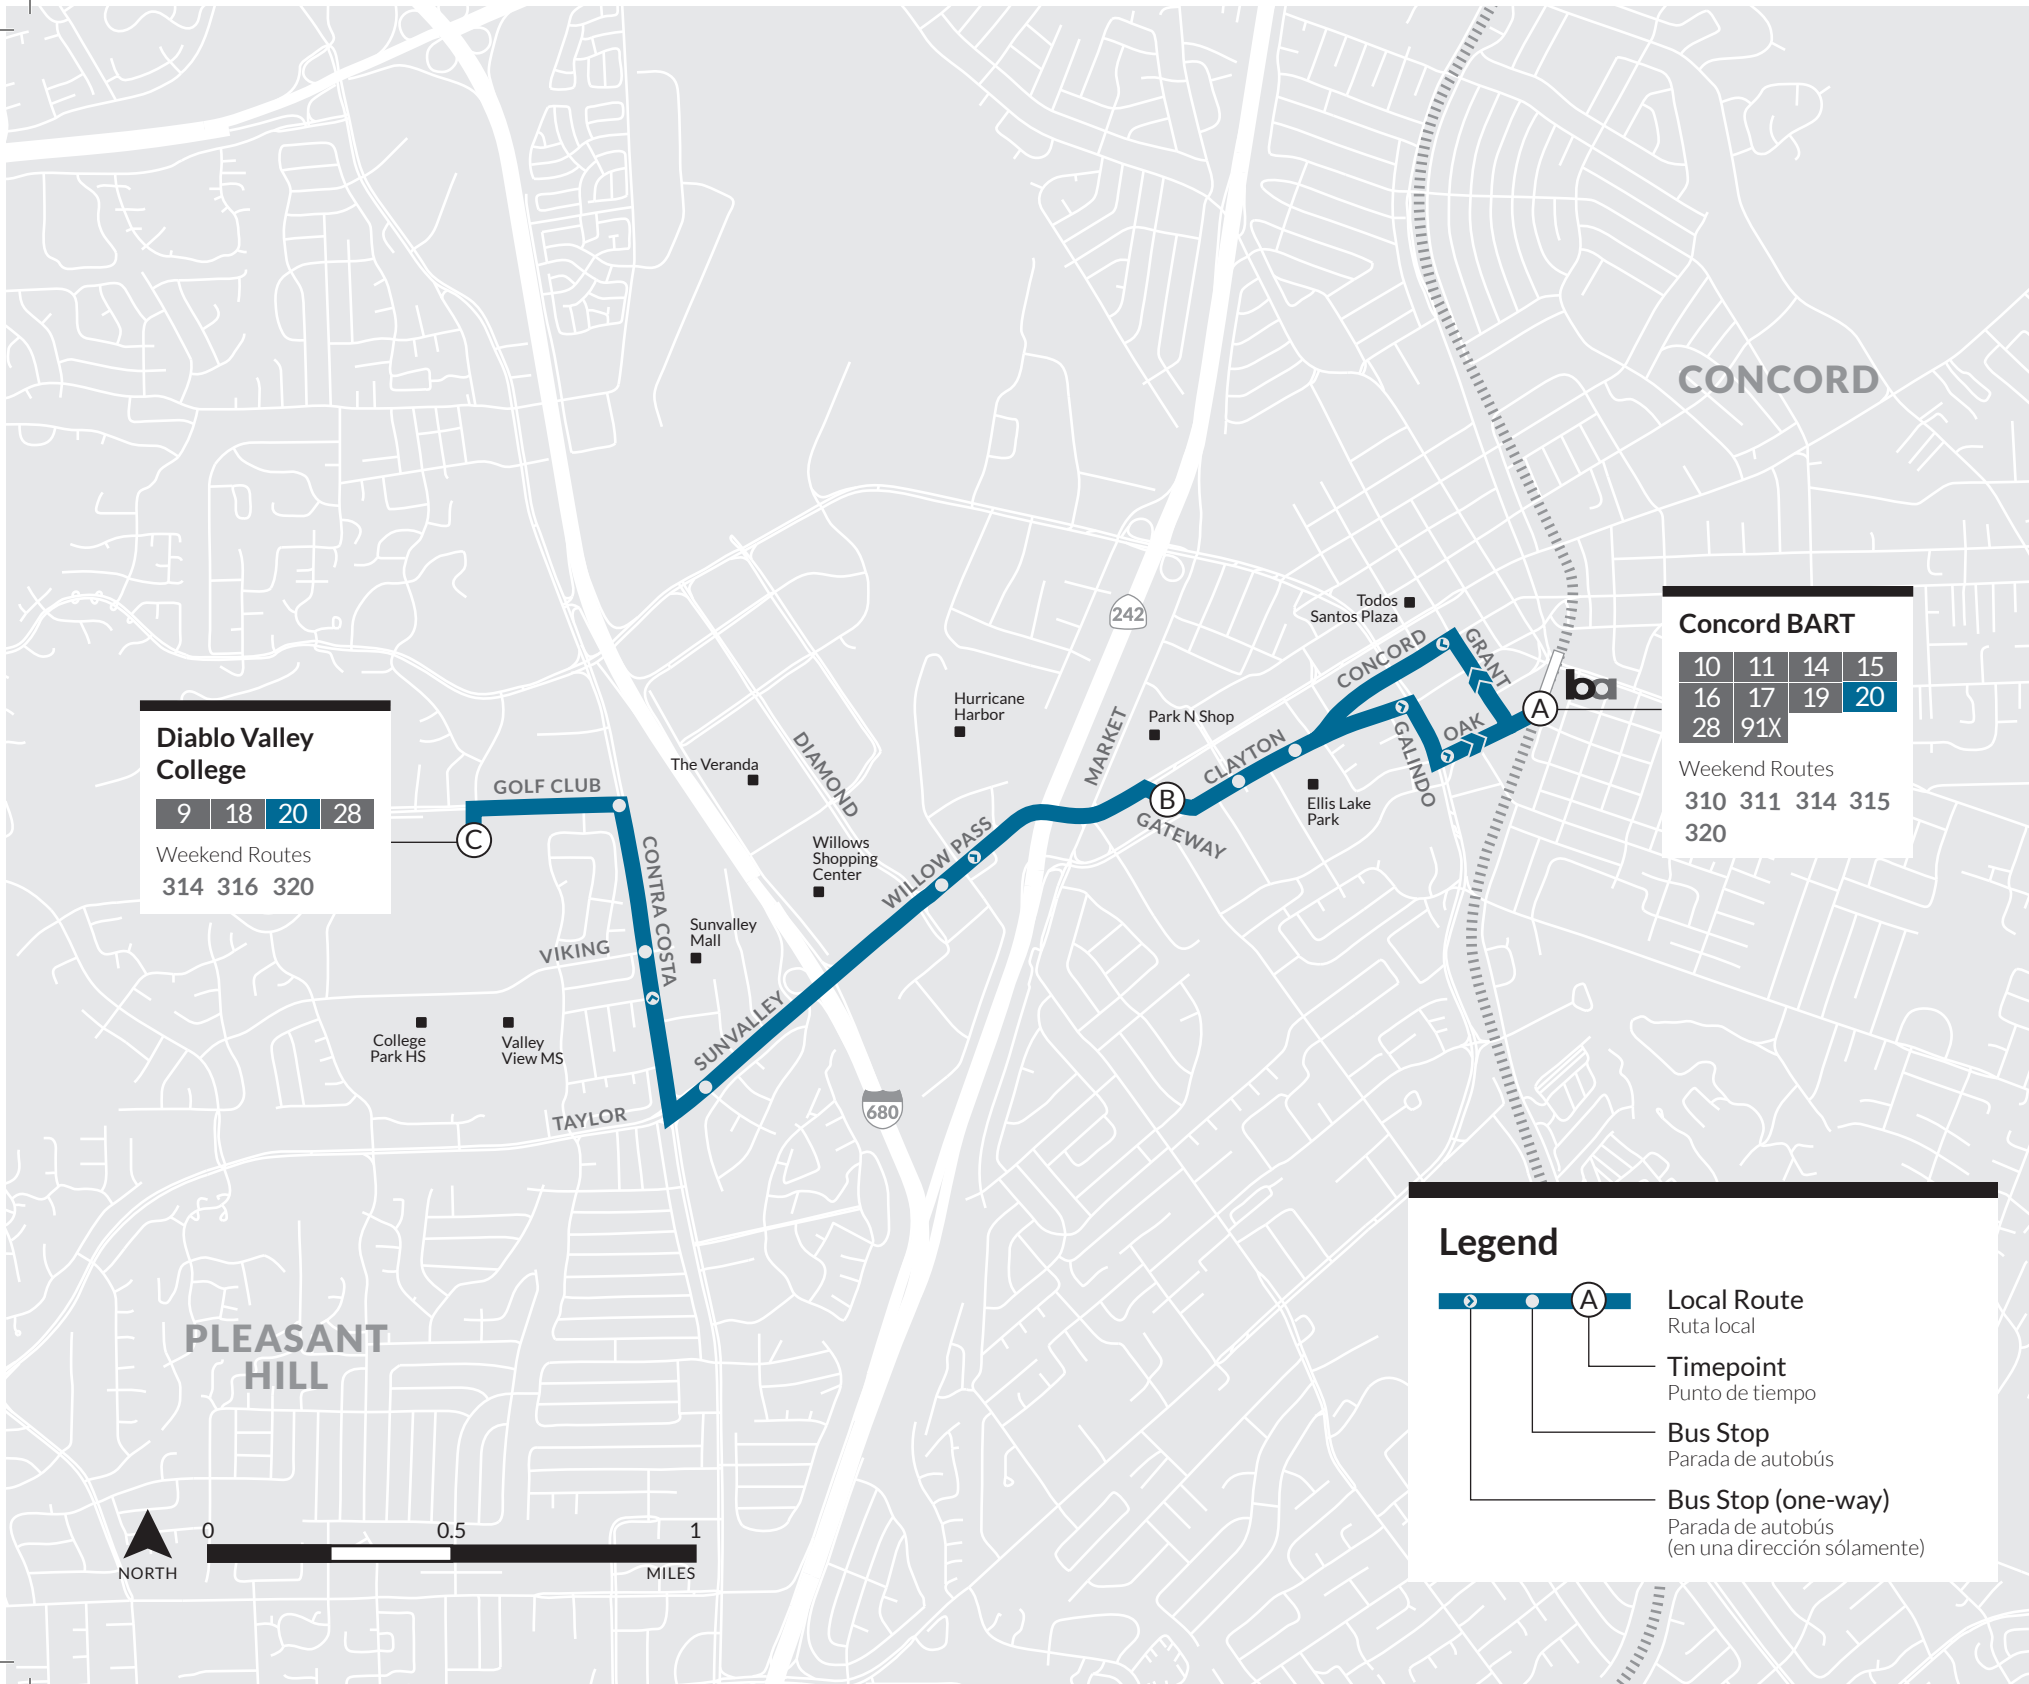 CONCORD
242
Todos
Santos Plaza
CONCORD
GRANT
Concord BART
10 11 14 15
16 17 19 20
28 91X
Weekend Routes
310 311 314 315
320
ba
A
OAK
GALINDO
Hurricane
Harbor
MARKET
Park N Shop
CLAYTON
Ellis Lake
Park
B
GATEWAY
Diablo Valley
College
9 18 20 28
Weekend Routes
314 316 320
C
GOLF CLUB
The Veranda
DIAMOND
Willows
Shopping
Center
WILLOW PASS
CONTRA COSTA
Sunvalley
Mall
VIKING
SUNVALLEY
College
Park HS
Valley
View MS
TAYLOR
680
PLEASANT
HILL
Legend
A
Local Route
Ruta local
Timepoint
Punto de tiempo
Bus Stop
Parada de autobús
Bus Stop (one-way)
Parada de autobús
(en una dirección sólamente)
0 0.5 1
NORTH
MILES